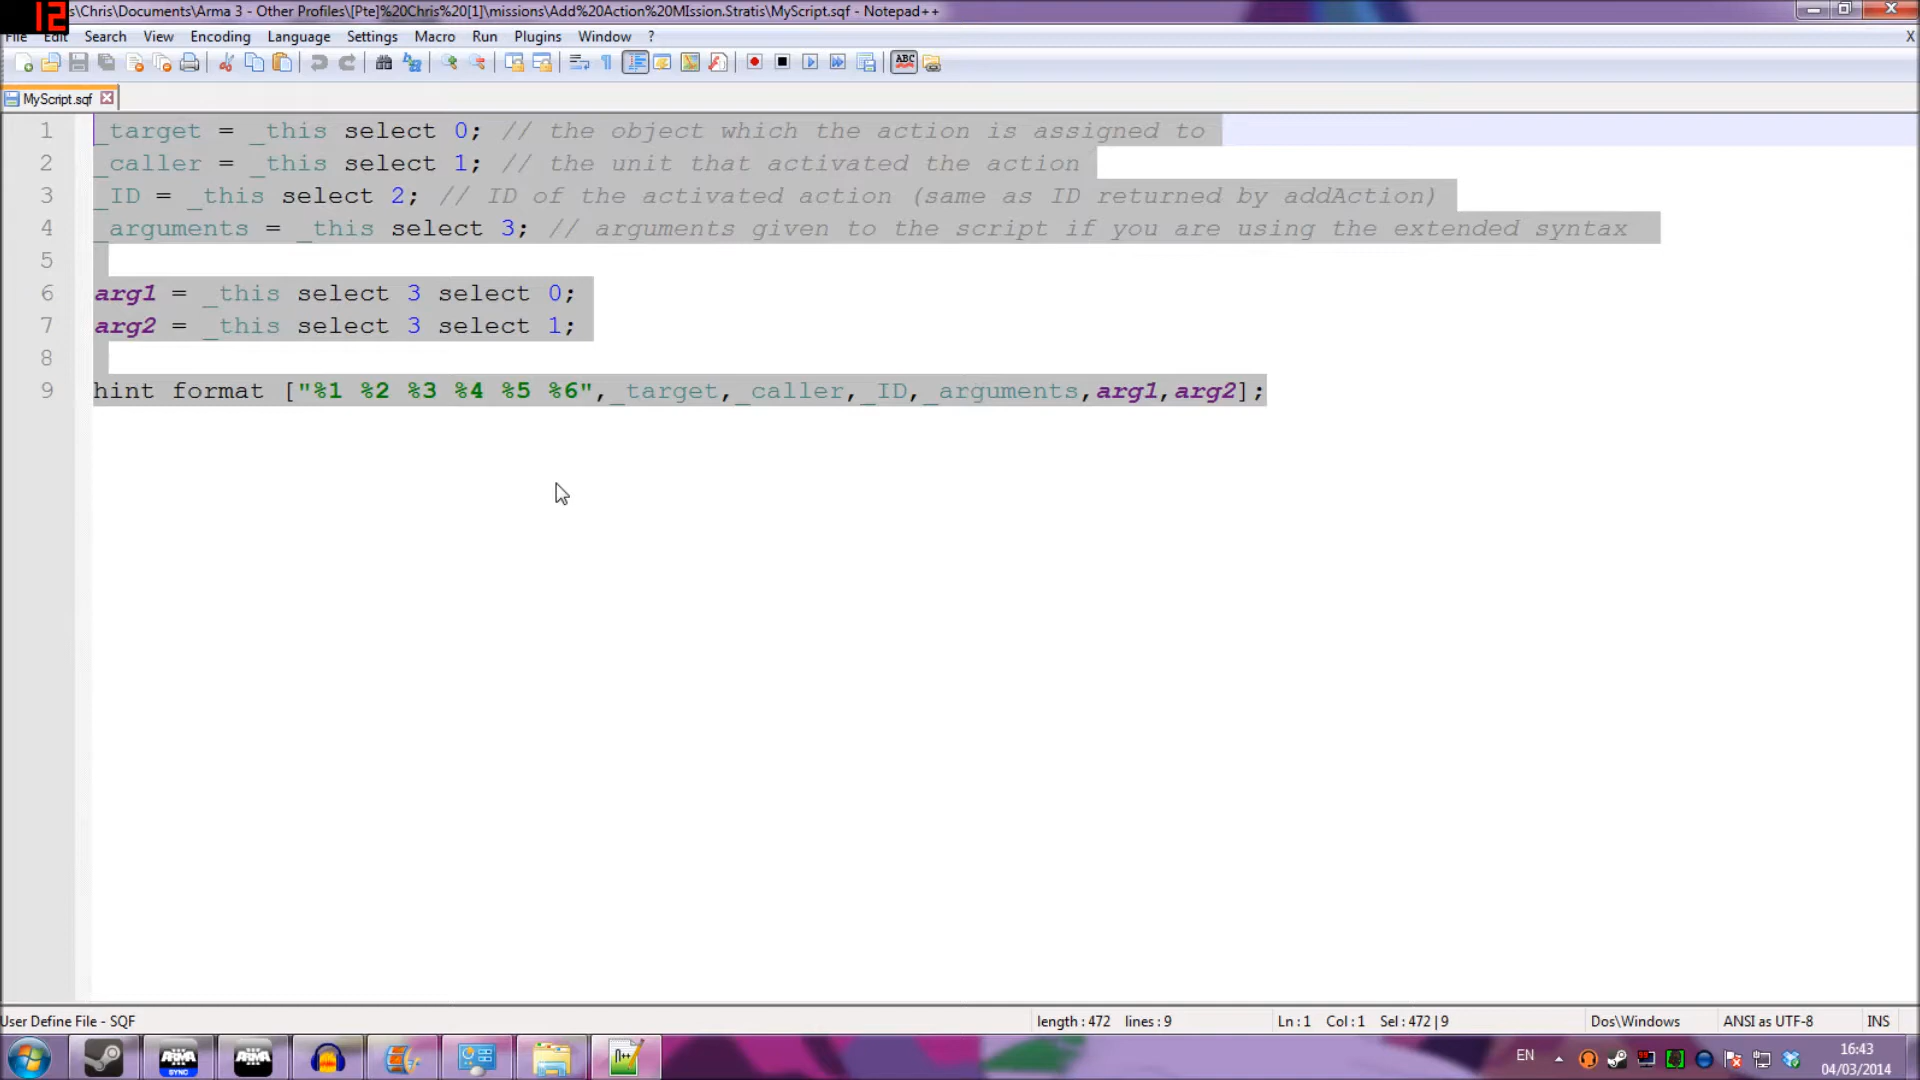 12
s\Chris\Documents\Arma 3 - Other Profiles\[Pte]%20Chris%20[1]\missions\Add%20Action%20MIssion.Stratis\MyScript.sqf - Notepad++
File Edit Search View Encoding Language Settings Macro Run Plugins Window ? X
ABC
MyScript.sqf
1 _target = _this select 0; // the object which the action is assigned to
2 _caller = _this select 1; // the unit that activated the action
3 _ID = _this select 2; // ID of the activated action (same as ID returned by addAction)
4 _arguments = _this select 3; // arguments given to the script if you are using the extended syntax
5
6 arg1 = _this select 3 select 0;
7 arg2 = _this select 3 select 1;
8
9 hint format ["%1 %2 %3 %4 %5 %6",_target,_caller,_ID,_arguments,arg1,arg2];
User Define File - SQF length : 472 lines : 9 Ln : 1 Col : 1 Sel : 472 | 9 Dos\Windows ANSI as UTF-8 INS
ARMA SYNC ARMA EN 16:43
04/03/2014